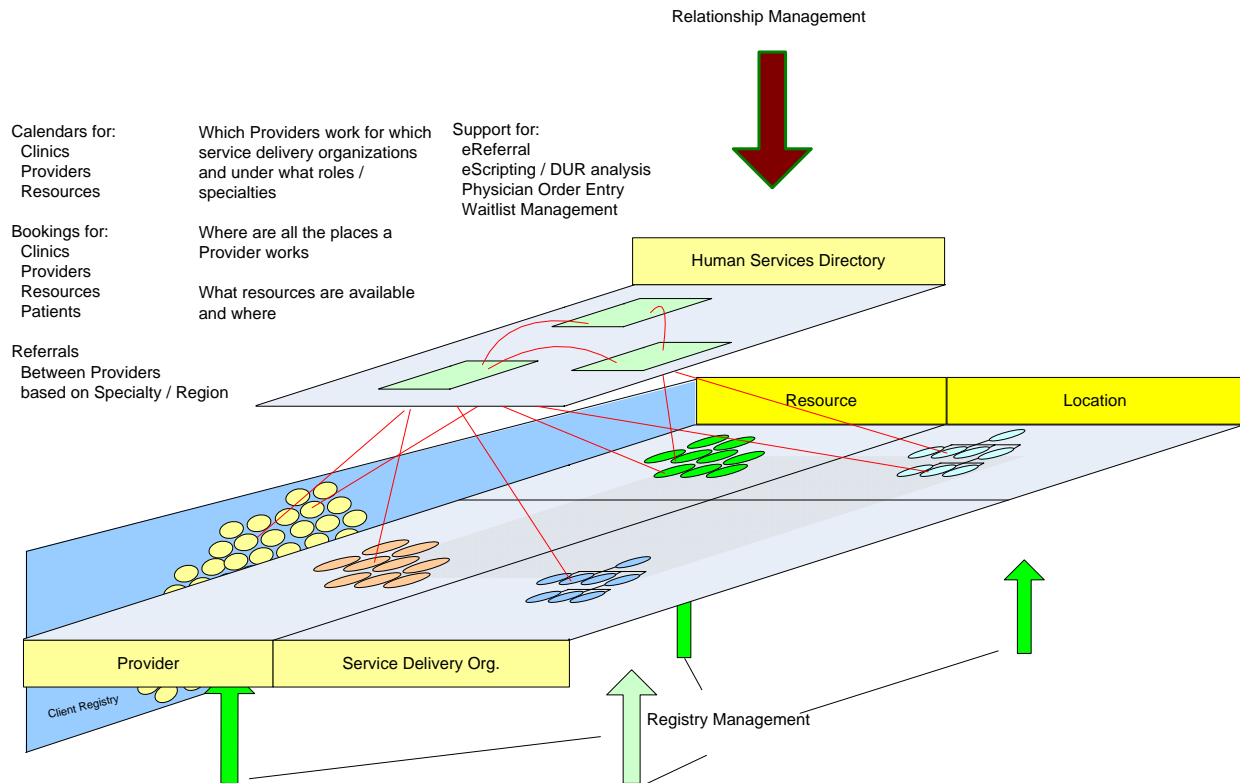 Relationship Management
Calendars for:
Clinics
Providers
Resources
Bookings for:
Clinics
Providers
Resources
Patients
Referrals
Between Providers
based on Specialty / Region
Which Providers work for which
service delivery organizations
and under what roles /
specialties
Where are all the places a
Provider works
What resources are available
and where
Support for:
eReferral
eScripting / DUR analysis
Physician Order Entry
Waitlist Management
Human Services Directory
Resource
Location
Provider
Service Delivery Org.
Client Registry
Registry Management